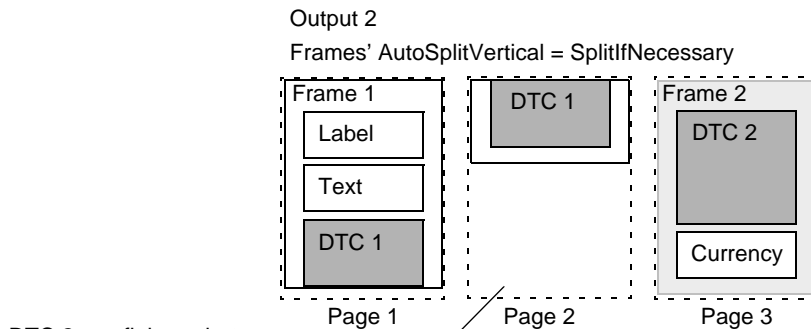 Output 2
Frames’ AutoSplitVertical = SplitIfNecessary
Frame 1
Label
Text
DTC 1
DTC 1
Frame 2
DTC 2
Currency
Page 1
Page 2
Page 3